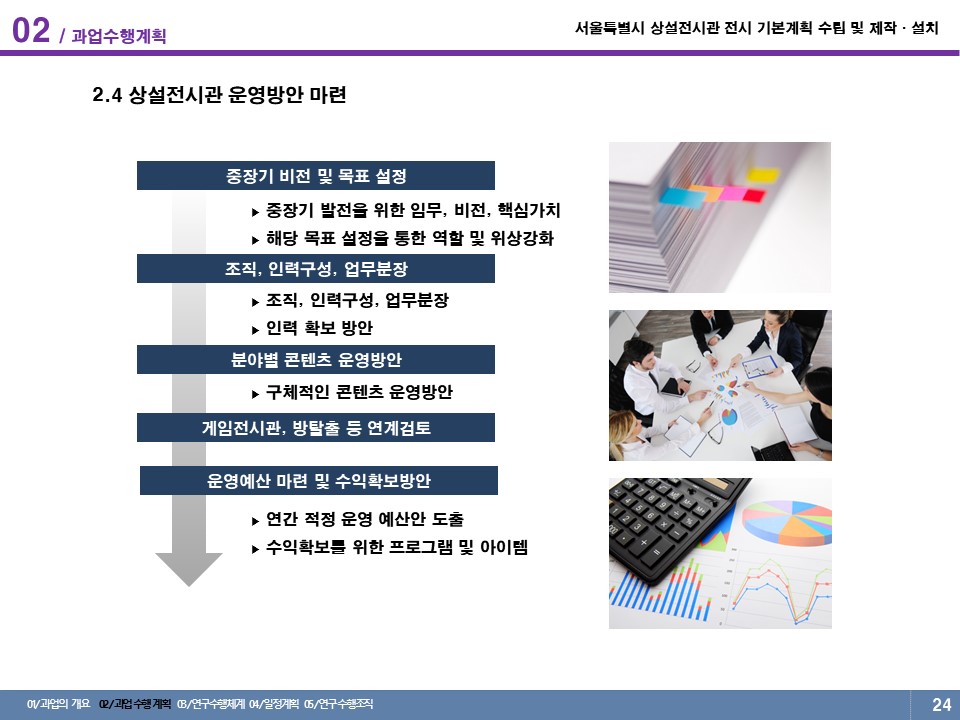 02 / 과업수행계획
서울특별시 상설전시관 전시 기본계획 수립 및 제작 · 설치
2.4 상설전시관 운영방안 마련
중장기 비전 및 목표 설정
▶ 중장기 발전을 위한 임무, 비전, 핵심가치
▶ 해당 목표 설정을 통한 역할 및 위상강화
조직, 인력구성, 업무분장
▶ 조직, 인력구성, 업무분장
▶ 인력 확보 방안
분야별 콘텐츠 운영방안
▶ 구체적인 콘텐츠 운영방안
게임전시관, 방탈출 등 연계검토
운영예산 마련 및 수익확보방안
▶ 연간 적정 운영 예산안 도출
▶ 수익확보를 위한 프로그램 및 아이템
01/과업의 개요 02/과업수행계획 03/연구수행체계 04/일정계획 05/연구수행조직
24